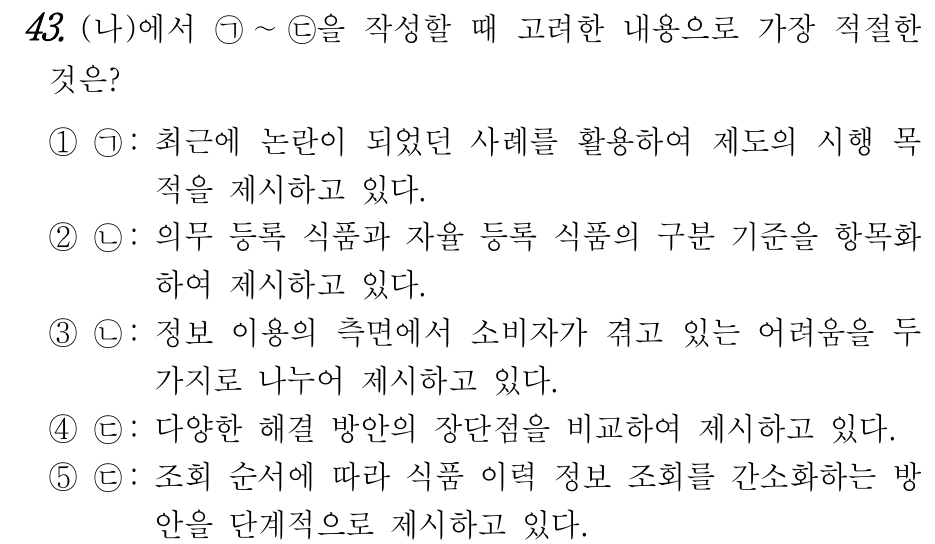 43. (나)에서 ㉠ ~ ㉢을 작성할 때 고려한 내용으로 가장 적절한
것은?
① ㉠: 최근에 논란이 되었던 사례를 활용하여 제도의 시행 목
적을 제시하고 있다.
② ㉡: 의무 등록 식품과 자율 등록 식품의 구분 기준을 항목화
하여 제시하고 있다.
③ ㉡: 정보 이용의 측면에서 소비자가 겪고 있는 어려움을 두
가지로 나누어 제시하고 있다.
④ ㉢: 다양한 해결 방안의 장단점을 비교하여 제시하고 있다.
⑤ ㉢: 조회 순서에 따라 식품 이력 정보 조회를 간소화하는 방
안을 단계적으로 제시하고 있다.